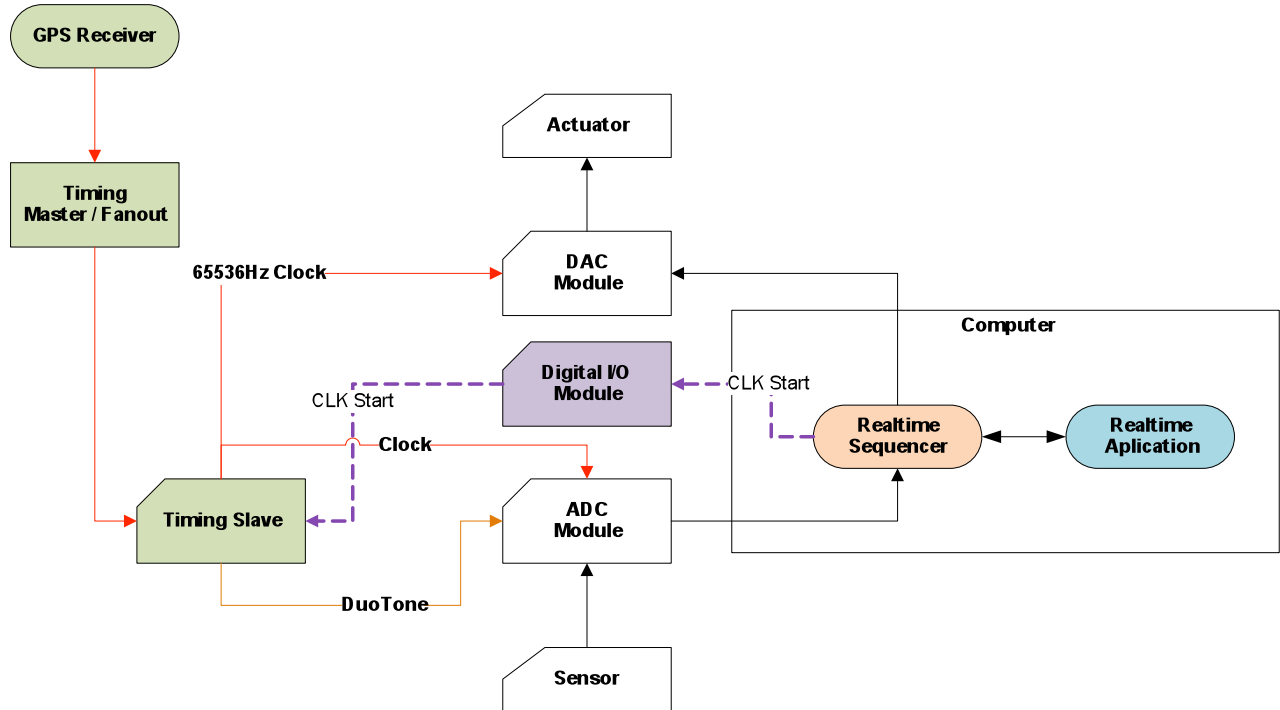 GPS Receiver
Actuator
Timing
Master / Fanout
65536Hz Clock
DAC
Module
Computer
Digital I/O
Module
CLK Start
CLK Start
Realtime
Sequencer
Realtime
Aplication
Clock
Timing Slave
ADC
Module
DuoTone
Sensor